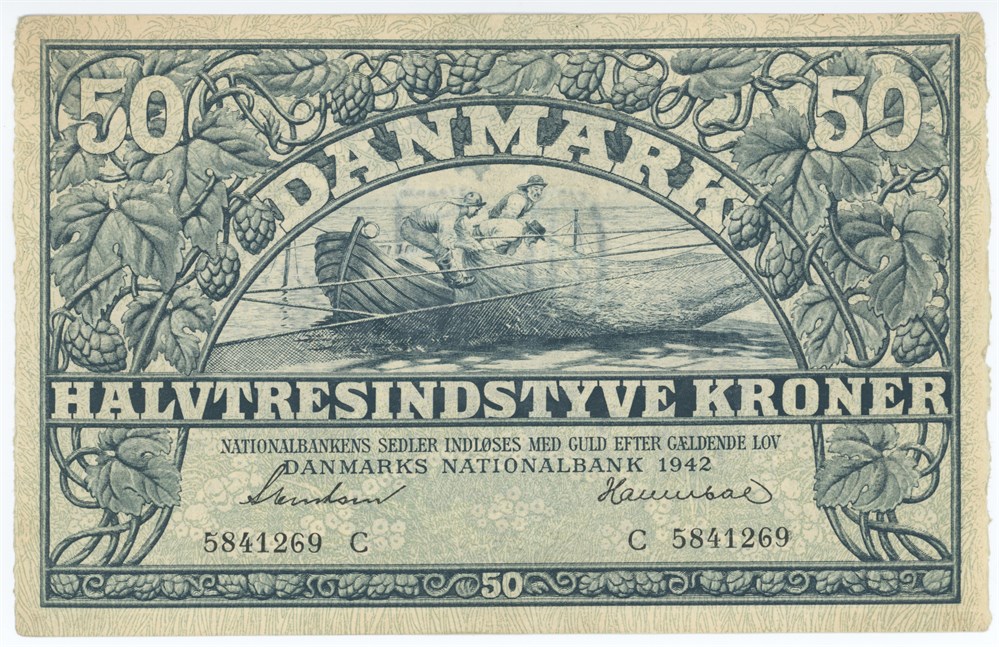 50 50
DANMARK
HALVTRESINDSTYVE KRONER
NATIONALBANKENS SEDLER INDLØSES MED GULD EFTER GÆLDENDE LOV
DANMARKS NATIONALBANK 1942
5841269 C C 5841269
50